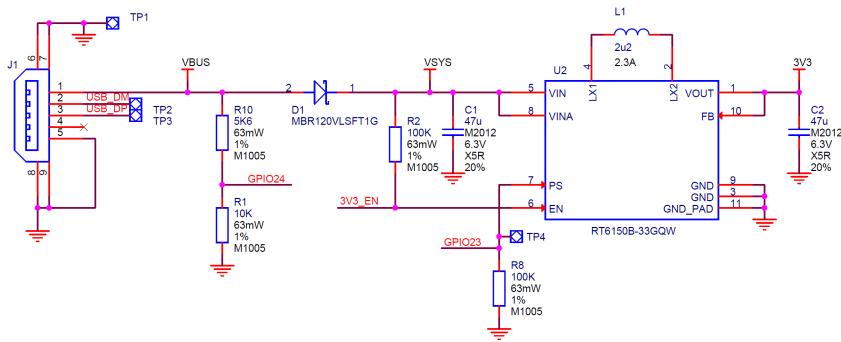 TP1
J1
6
7
1
2
3
4
5
8
9
USB_DM
USB_DP
TP2
TP3
VBUS
R10
5K6
63mW
1%
M1005
GPIO24
R1
10K
63mW
1%
M1005
2
1
D1
MBR120VLSFT1G
VSYS
R2
100K
63mW
1%
M1005
C1
47u
M2012
6.3V
X5R
20%
3V3_EN
GPIO23
TP4
R8
100K
63mW
1%
M1005
L1
2u2
2.3A
U2
4
2
LX1
LX2
5
VIN
8
VINA
7
PS
6
EN
VOUT
1
FB
10
GND
9
GND
3
GND_PAD
11
RT6150B-33GQW
3V3
C2
47u
M2012
6.3V
X5R
20%